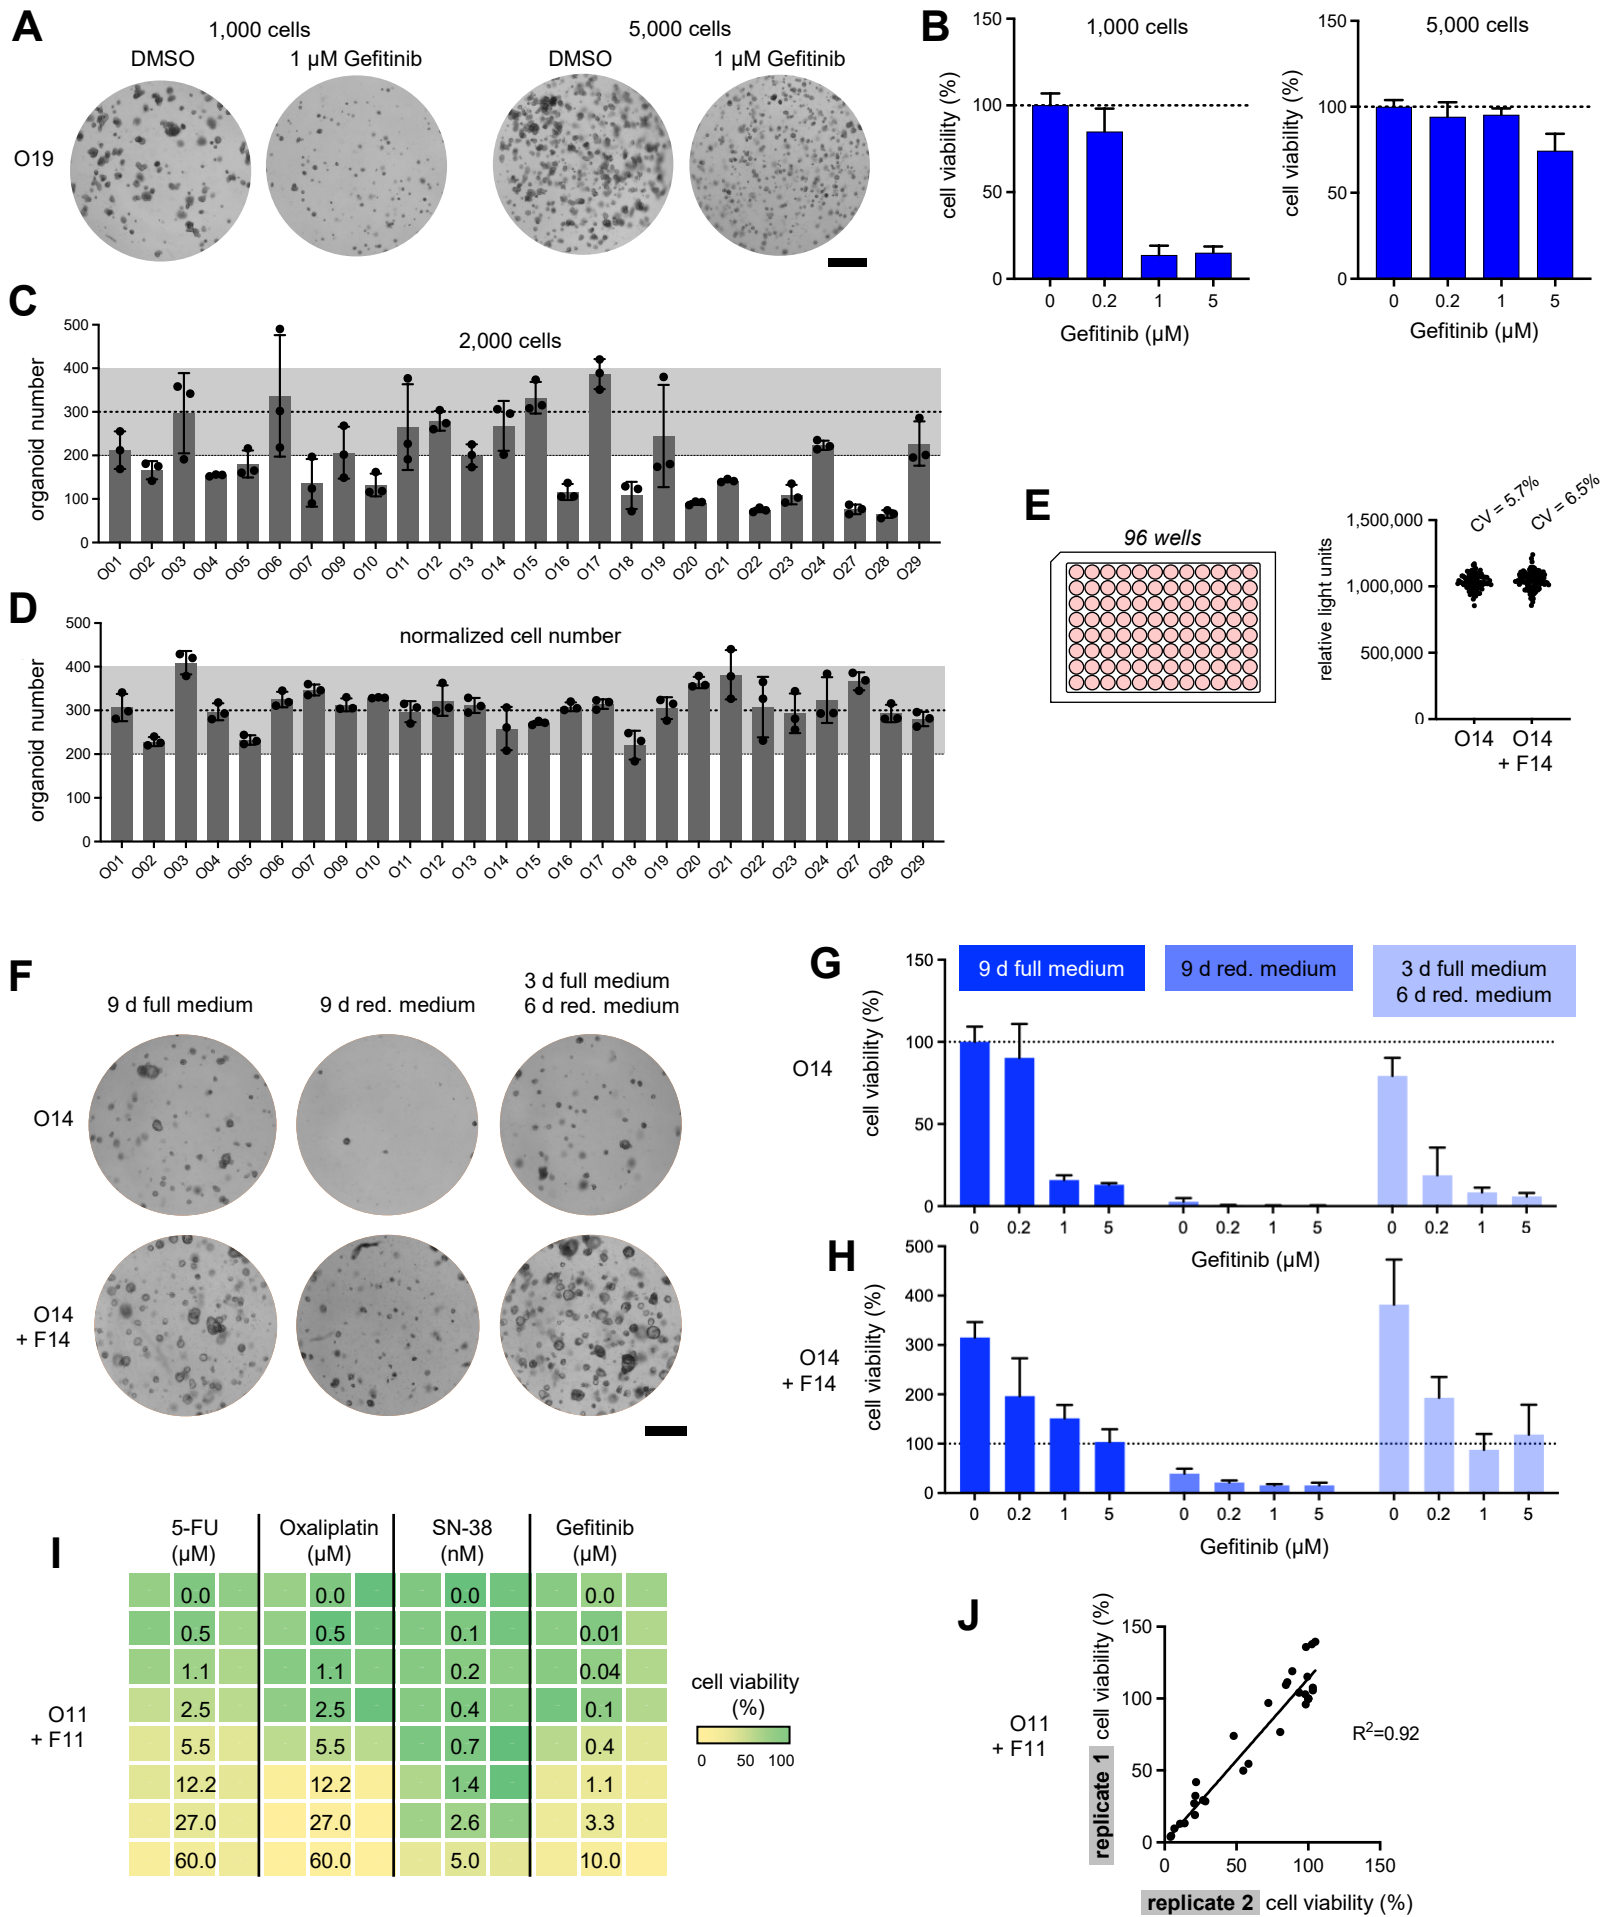 A
1,000 cells
5,000 cells
DMSO
1 µM Gefitinib
DMSO
1 µM Gefitinib
O19
B
1,000 cells
5,000 cells
cell viability (%)
150
100
50
0
0 0.2 1 5
Gefitinib (µM)
cell viability (%)
150
100
50
0
0 0.2 1 5
Gefitinib (µM)
C
2,000 cells
organoid number
500
400
300
200
100
0
O01 O02 O03 O04 O05 O06 O07 O09 O10 O11 O12 O13 O14 O15 O16 O17 O18 O19 O20 O21 O22 O23 O24 O27 O28 O29
D
normalized cell number
organoid number
500
400
300
200
100
0
O01 O02 O03 O04 O05 O06 O07 O09 O10 O11 O12 O13 O14 O15 O16 O17 O18 O19 O20 O21 O22 O23 O24 O27 O28 O29
E
96 wells
CV = 5.7%
CV = 6.5%
relative light units
1,500,000
1,000,000
500,000
0
O14
O14
+ F14
F
9 d full medium
9 d red. medium
3 d full medium
6 d red. medium
O14
O14
+ F14
G
9 d full medium
9 d red. medium
3 d full medium
6 d red. medium
O14
cell viability (%)
150
100
50
0
0 0.2 1 5 0 0.2 1 5 0 0.2 1 5
Gefitinib (µM)
H
O14
+ F14
cell viability (%)
500
400
300
200
100
0
0 0.2 1 5 0 0.2 1 5 0 0.2 1 5
Gefitinib (µM)
I
5-FU
(µM)
Oxaliplatin
(µM)
SN-38
(nM)
Gefitinib
(µM)
O11
+ F11
0.0 0.0 0.0 0.0
0.5 0.5 0.1 0.01
1.1 1.1 0.2 0.04
2.5 2.5 0.4 0.1
5.5 5.5 0.7 0.4
12.2 12.2 1.4 1.1
27.0 27.0 2.6 3.3
60.0 60.0 5.0 10.0
cell viability
(%)
0 50 100
J
O11
+ F11
replicate 1 cell viability (%)
150
100
50
0
0 50 100 150
R²=0.92
replicate 2 cell viability (%)